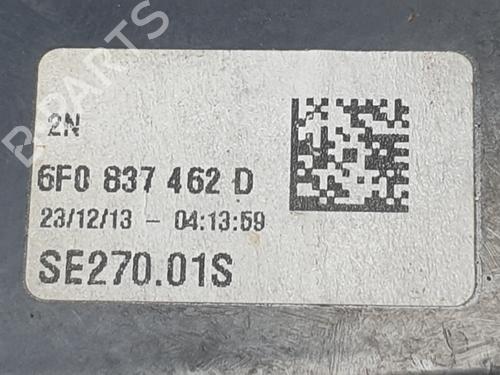 B-PARTS
2N
6F0 837 462 D
23/12/13 - 04:13:59
SE270.01S